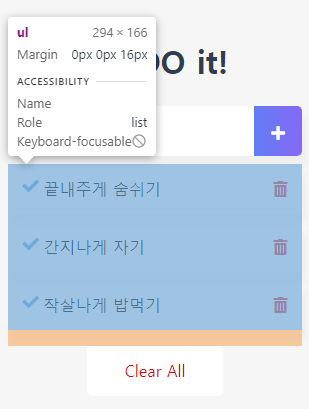 ul 294 × 166
Margin 0px 0px 16px
ACCESSIBILITY
Name
Role list
Keyboard-focusable
DO it!
+
끝내주게 숨쉬기
간지나게 자기
작살나게 밥먹기
Clear All